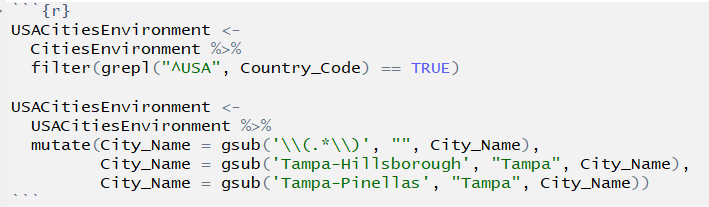 ```{r}
USACitiesEnvironment <-
  CitiesEnvironment %>%
  filter(grepl("^USA", Country_Code) == TRUE)

USACitiesEnvironment <-
  USACitiesEnvironment %>%
  mutate(City_Name = gsub('\\(.*\\)', "", City_Name),
         City_Name = gsub('Tampa-Hillsborough', "Tampa", City_Name),
         City_Name = gsub('Tampa-Pinellas', "Tampa", City_Name))
```